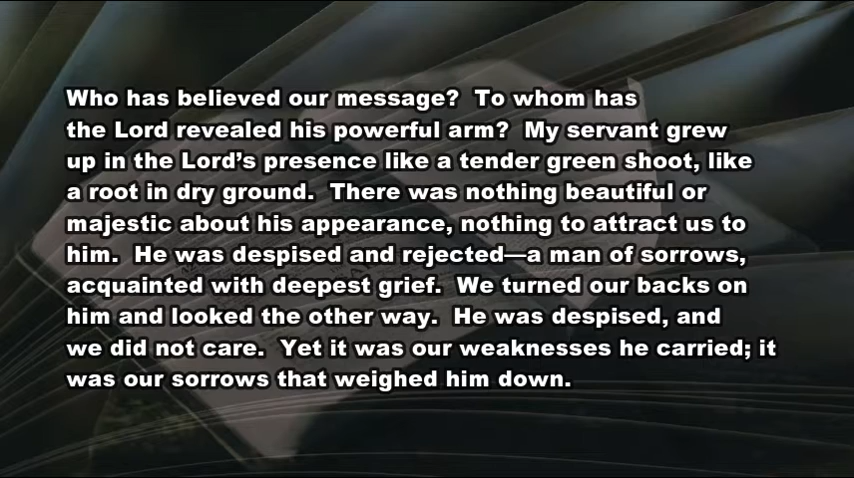 Who has believed our message?  To whom has
the Lord revealed his powerful arm?  My servant grew
up in the Lord’s presence like a tender green shoot, like
a root in dry ground.  There was nothing beautiful or
majestic about his appearance, nothing to attract us to
him.  He was despised and rejected—a man of sorrows,
acquainted with deepest grief.  We turned our backs on
him and looked the other way.  He was despised, and
we did not care.  Yet it was our weaknesses he carried; it
was our sorrows that weighed him down.